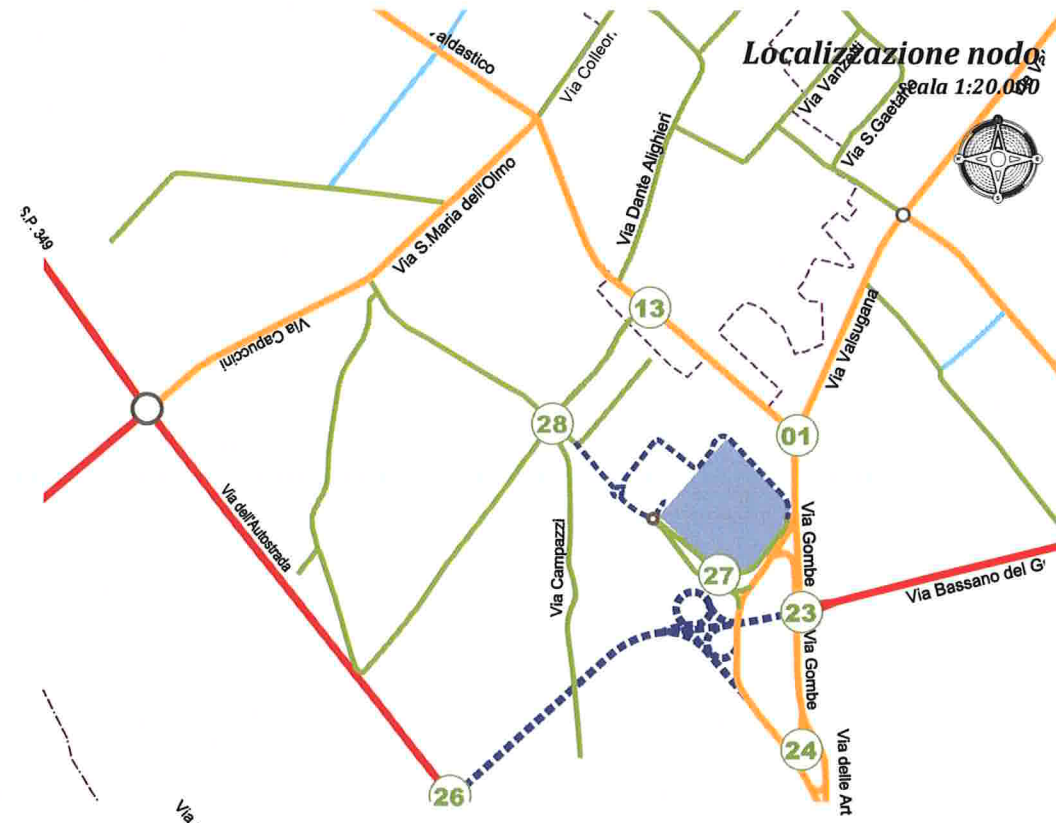 Localizzazione nodo
scala 1:20.000
aldastico
Via Colleor
Via Vanzetti
Via S.Gaetano
Via Dante Alighieri
Via S.Maria dell'Olmo
S.P. 349
13
Via Valsugana
Via Capuccini
28
01
Via dell'Autostrada
Via Campazzi
Via Gombe
27
23
Via Bassano del G
Via Gombe
24
Via delle Art
26
Via